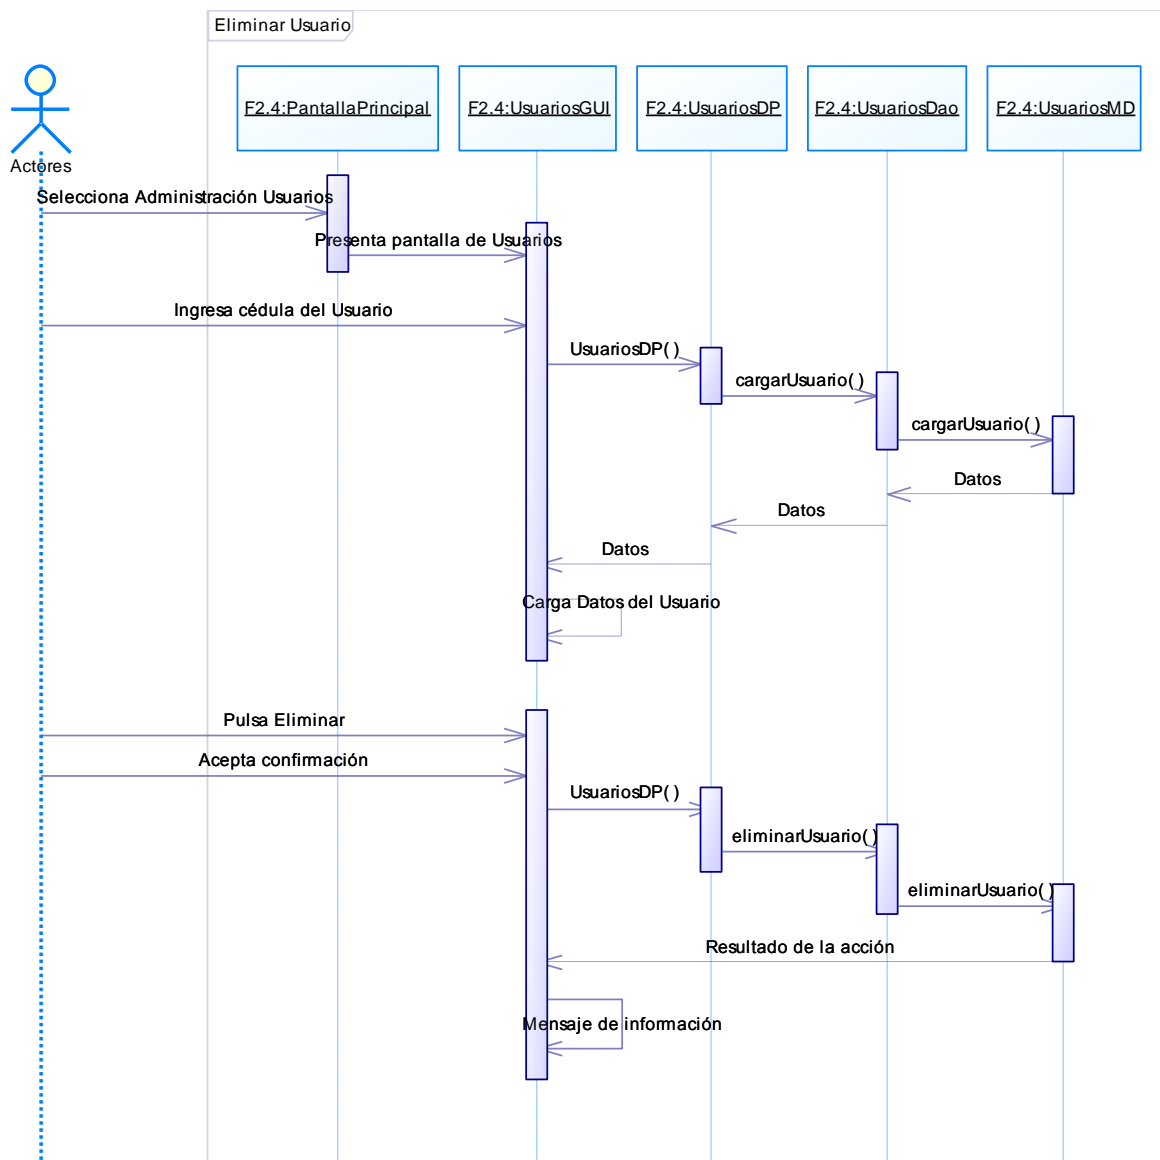 Eliminar Usuario
F2.4:PantallaPrincipal
F2.4:UsuariosGUI
F2.4:UsuariosDP
F2.4:UsuariosDao
F2.4:UsuariosMD
Actores
Selecciona Administración Usuarios
Presenta pantalla de Usuarios
Ingresa cédula del Usuario
UsuariosDP( )
cargarUsuario( )
cargarUsuario( )
Datos
Datos
Datos
Carga Datos del Usuario
Pulsa Eliminar
Acepta confirmación
UsuariosDP( )
eliminarUsuario( )
eliminarUsuario( )
Resultado de la acción
Mensaje de información